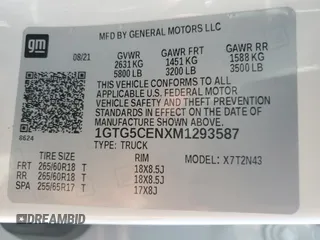 gm
MFD BY GENERAL MOTORS LLC
08/21 GVWR GAWR FRT GAWR RR
2631 KG 1451 KG 1588 KG
5800 LB 3200 LB 3500 LB
THIS VEHICLE CONFORMS TO ALL
APPLICABLE U.S. FEDERAL MOTOR
VEHICLE SAFETY STANDARDS IN
EFFECT ON THE DATE OF
MANUFACTURE SHOWN ABOVE.
1GTG5CENXM1293587
8624 TYPE: TRUCK MODEL: X7T2N43
TIRE SIZE RIM
FRT 265/60R18 T 18X8.5J
RR 265/60R18 T 18X8.5J
SPA 255/65R17 T 17X8J
DREAMBID